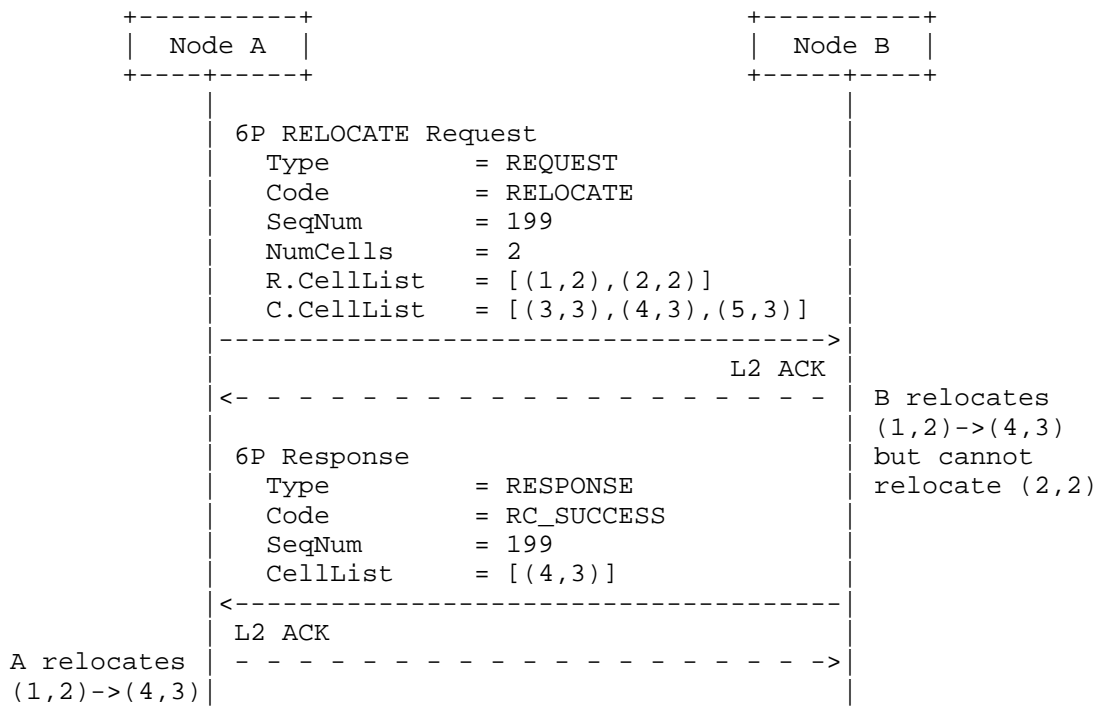 Node A
Node B
6P RELOCATE Request
Type = REQUEST
Code = RELOCATE
SeqNum = 199
NumCells = 2
R.CellList = [(1,2),(2,2)]
C.CellList = [(3,3),(4,3),(5,3)]
L2 ACK
B relocates
(1,2)->(4,3)
but cannot
relocate (2,2)
6P Response
Type = RESPONSE
Code = RC_SUCCESS
SeqNum = 199
CellList = [(4,3)]
L2 ACK
A relocates
(1,2)->(4,3)